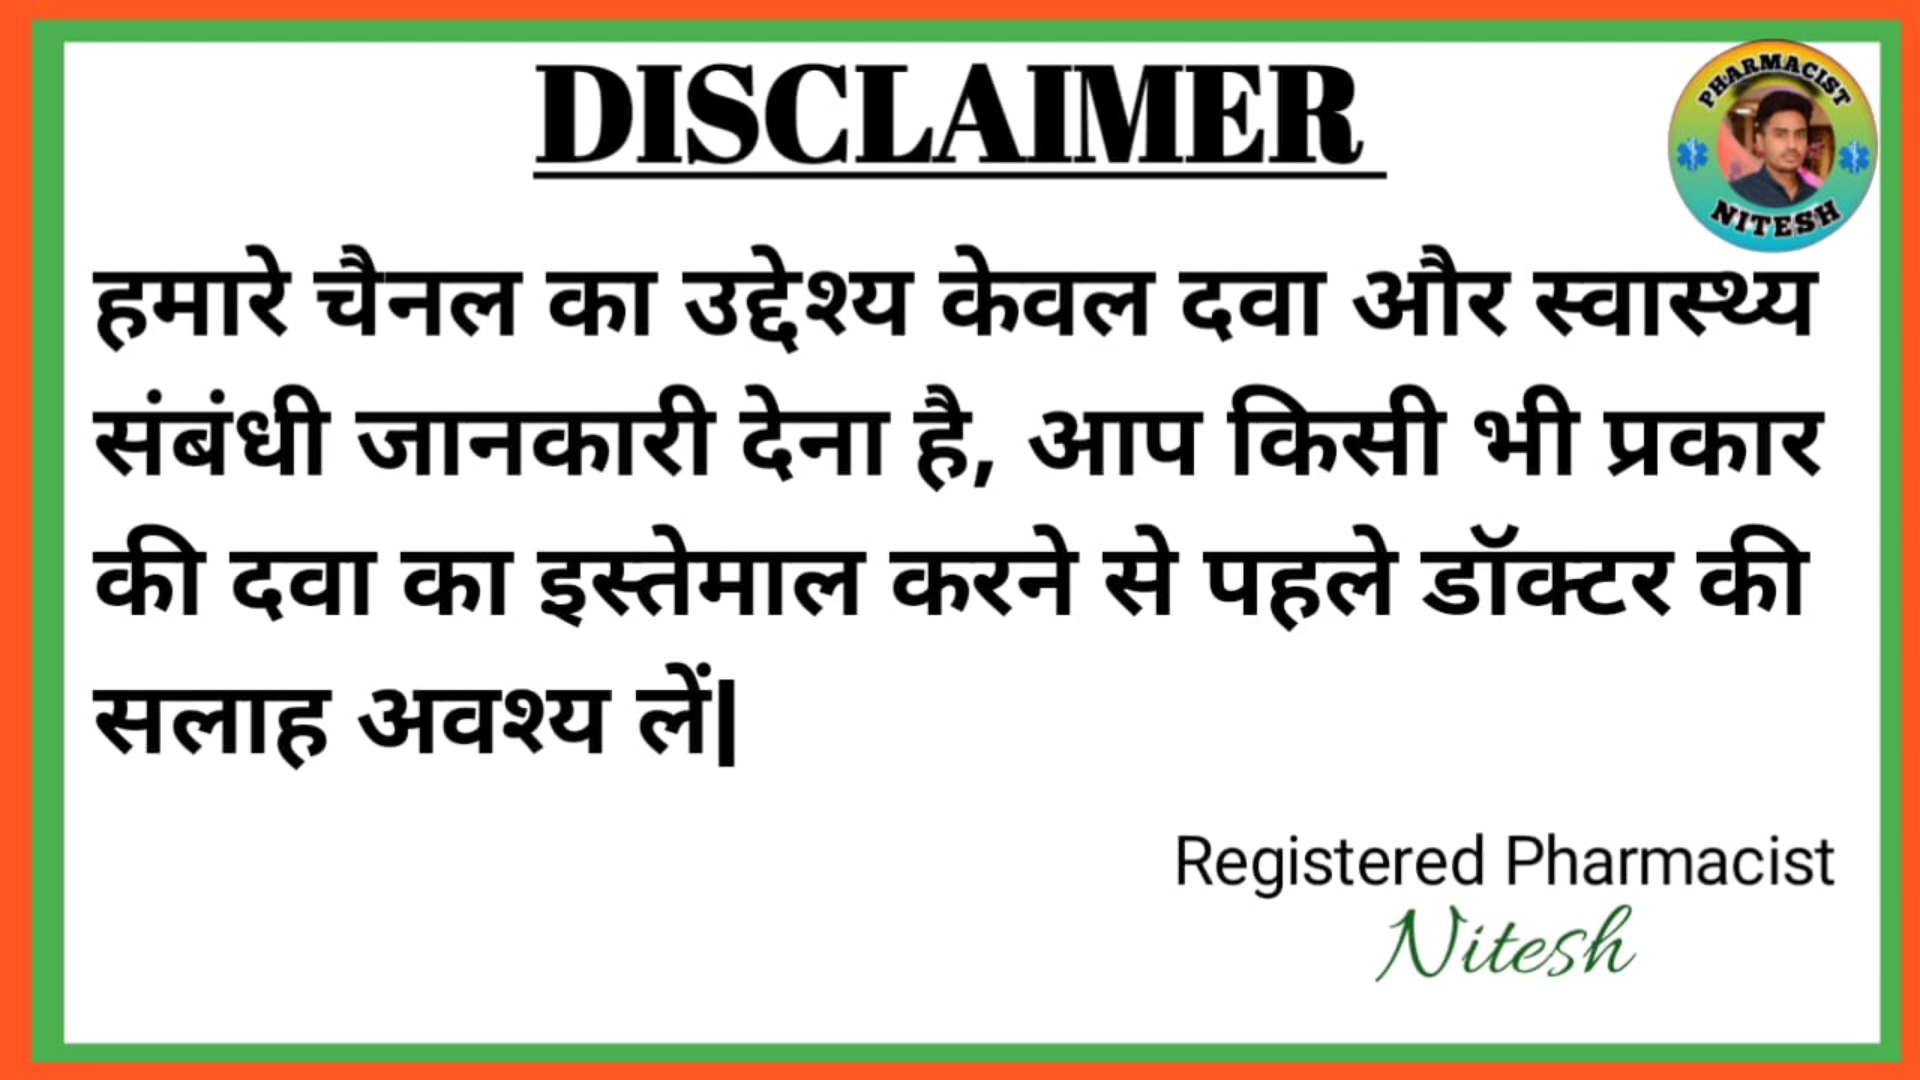 DISCLAIMER
PHARMACIST
NITESH
हमारे चैनल का उद्देश्य केवल दवा और स्वास्थ्य
संबंधी जानकारी देना है, आप किसी भी प्रकार
की दवा का इस्तेमाल करने से पहले डॉक्टर की
सलाह अवश्य लें|
Registered Pharmacist
Nitesh